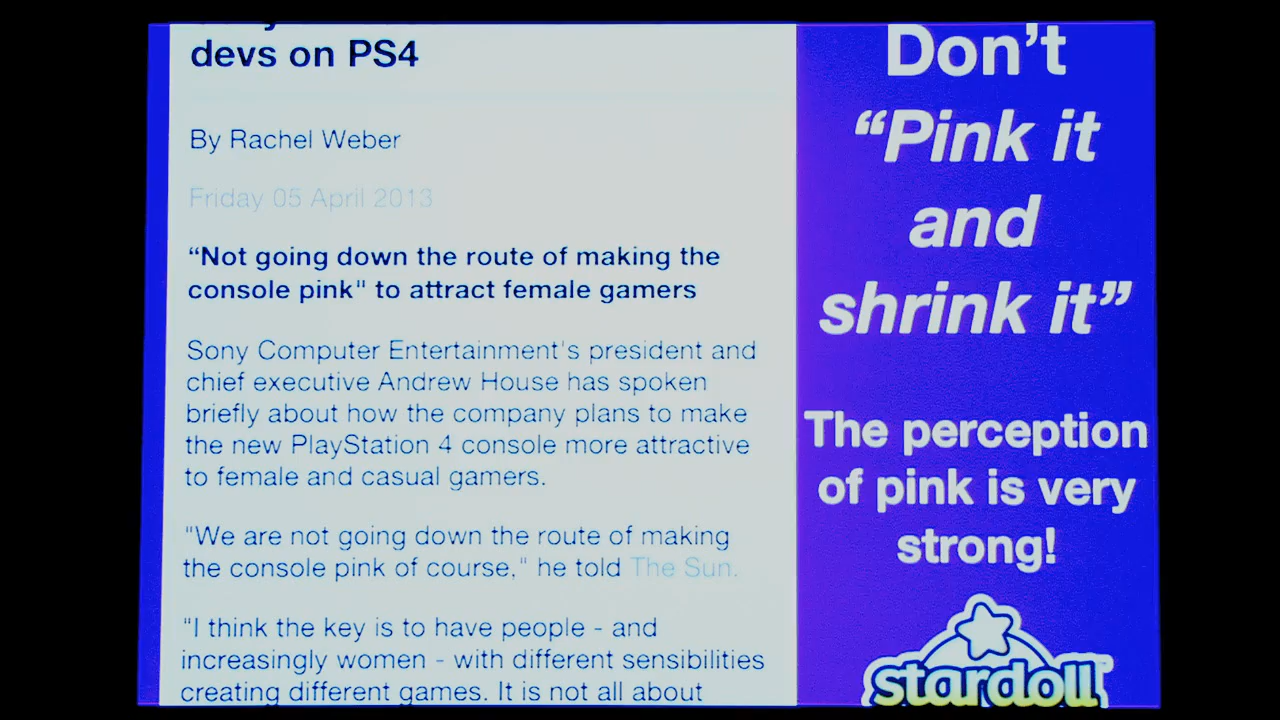 devs on PS4
By Rachel Weber
Friday 05 April 2013
“Not going down the route of making the
console pink" to attract female gamers
Sony Computer Entertainment's president and
chief executive Andrew House has spoken
briefly about how the company plans to make
the new PlayStation 4 console more attractive
to female and casual gamers.
"We are not going down the route of making
the console pink of course," he told The Sun.
"I think the key is to have people - and
increasingly women - with different sensibilities
creating different games. It is not all about
Don’t
“Pink it
and
shrink it”
The perception
of pink is very
strong!
stardoll